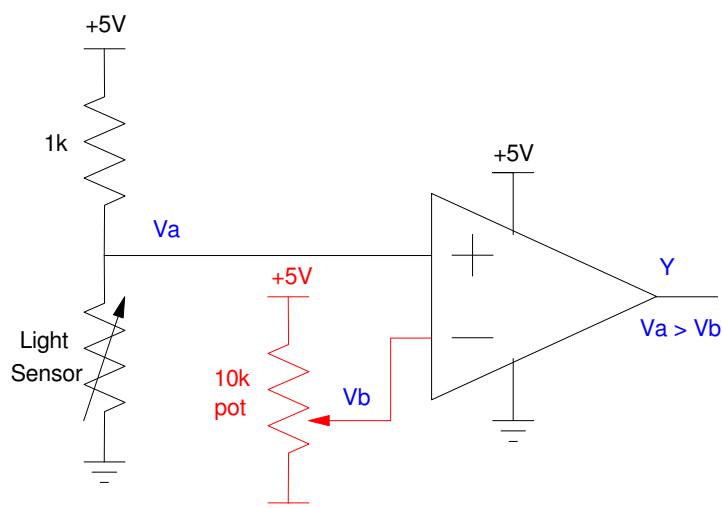 +5V
1k
Va
+5V
+
Y
+5V
Va > Vb
Light
Sensor
10k
pot
Vb
−